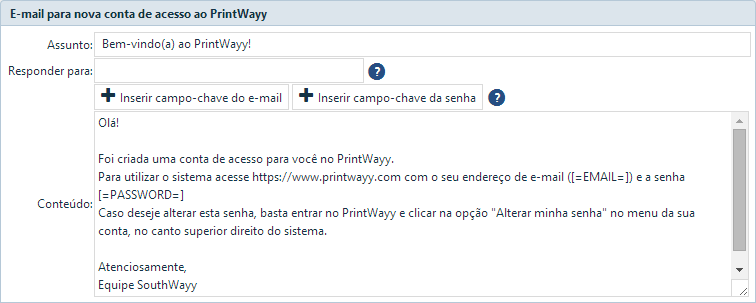 E-mail para nova conta de acesso ao PrintWayy
Assunto: Bem-vindo(a) ao PrintWayy!
Responder para: ?
Inserir campo-chave do e-mail Inserir campo-chave da senha ?
Conteúdo:
Olá!
Foi criada uma conta de acesso para você no PrintWayy.
Para utilizar o sistema acesse https://www.printwayy.com com o seu endereço de e-mail ([=EMAIL=]) e a senha
[=PASSWORD=]
Caso deseje alterar esta senha, basta entrar no PrintWayy e clicar na opção "Alterar minha senha" no menu da sua
conta, no canto superior direito do sistema.
Atenciosamente,
Equipe SouthWayy